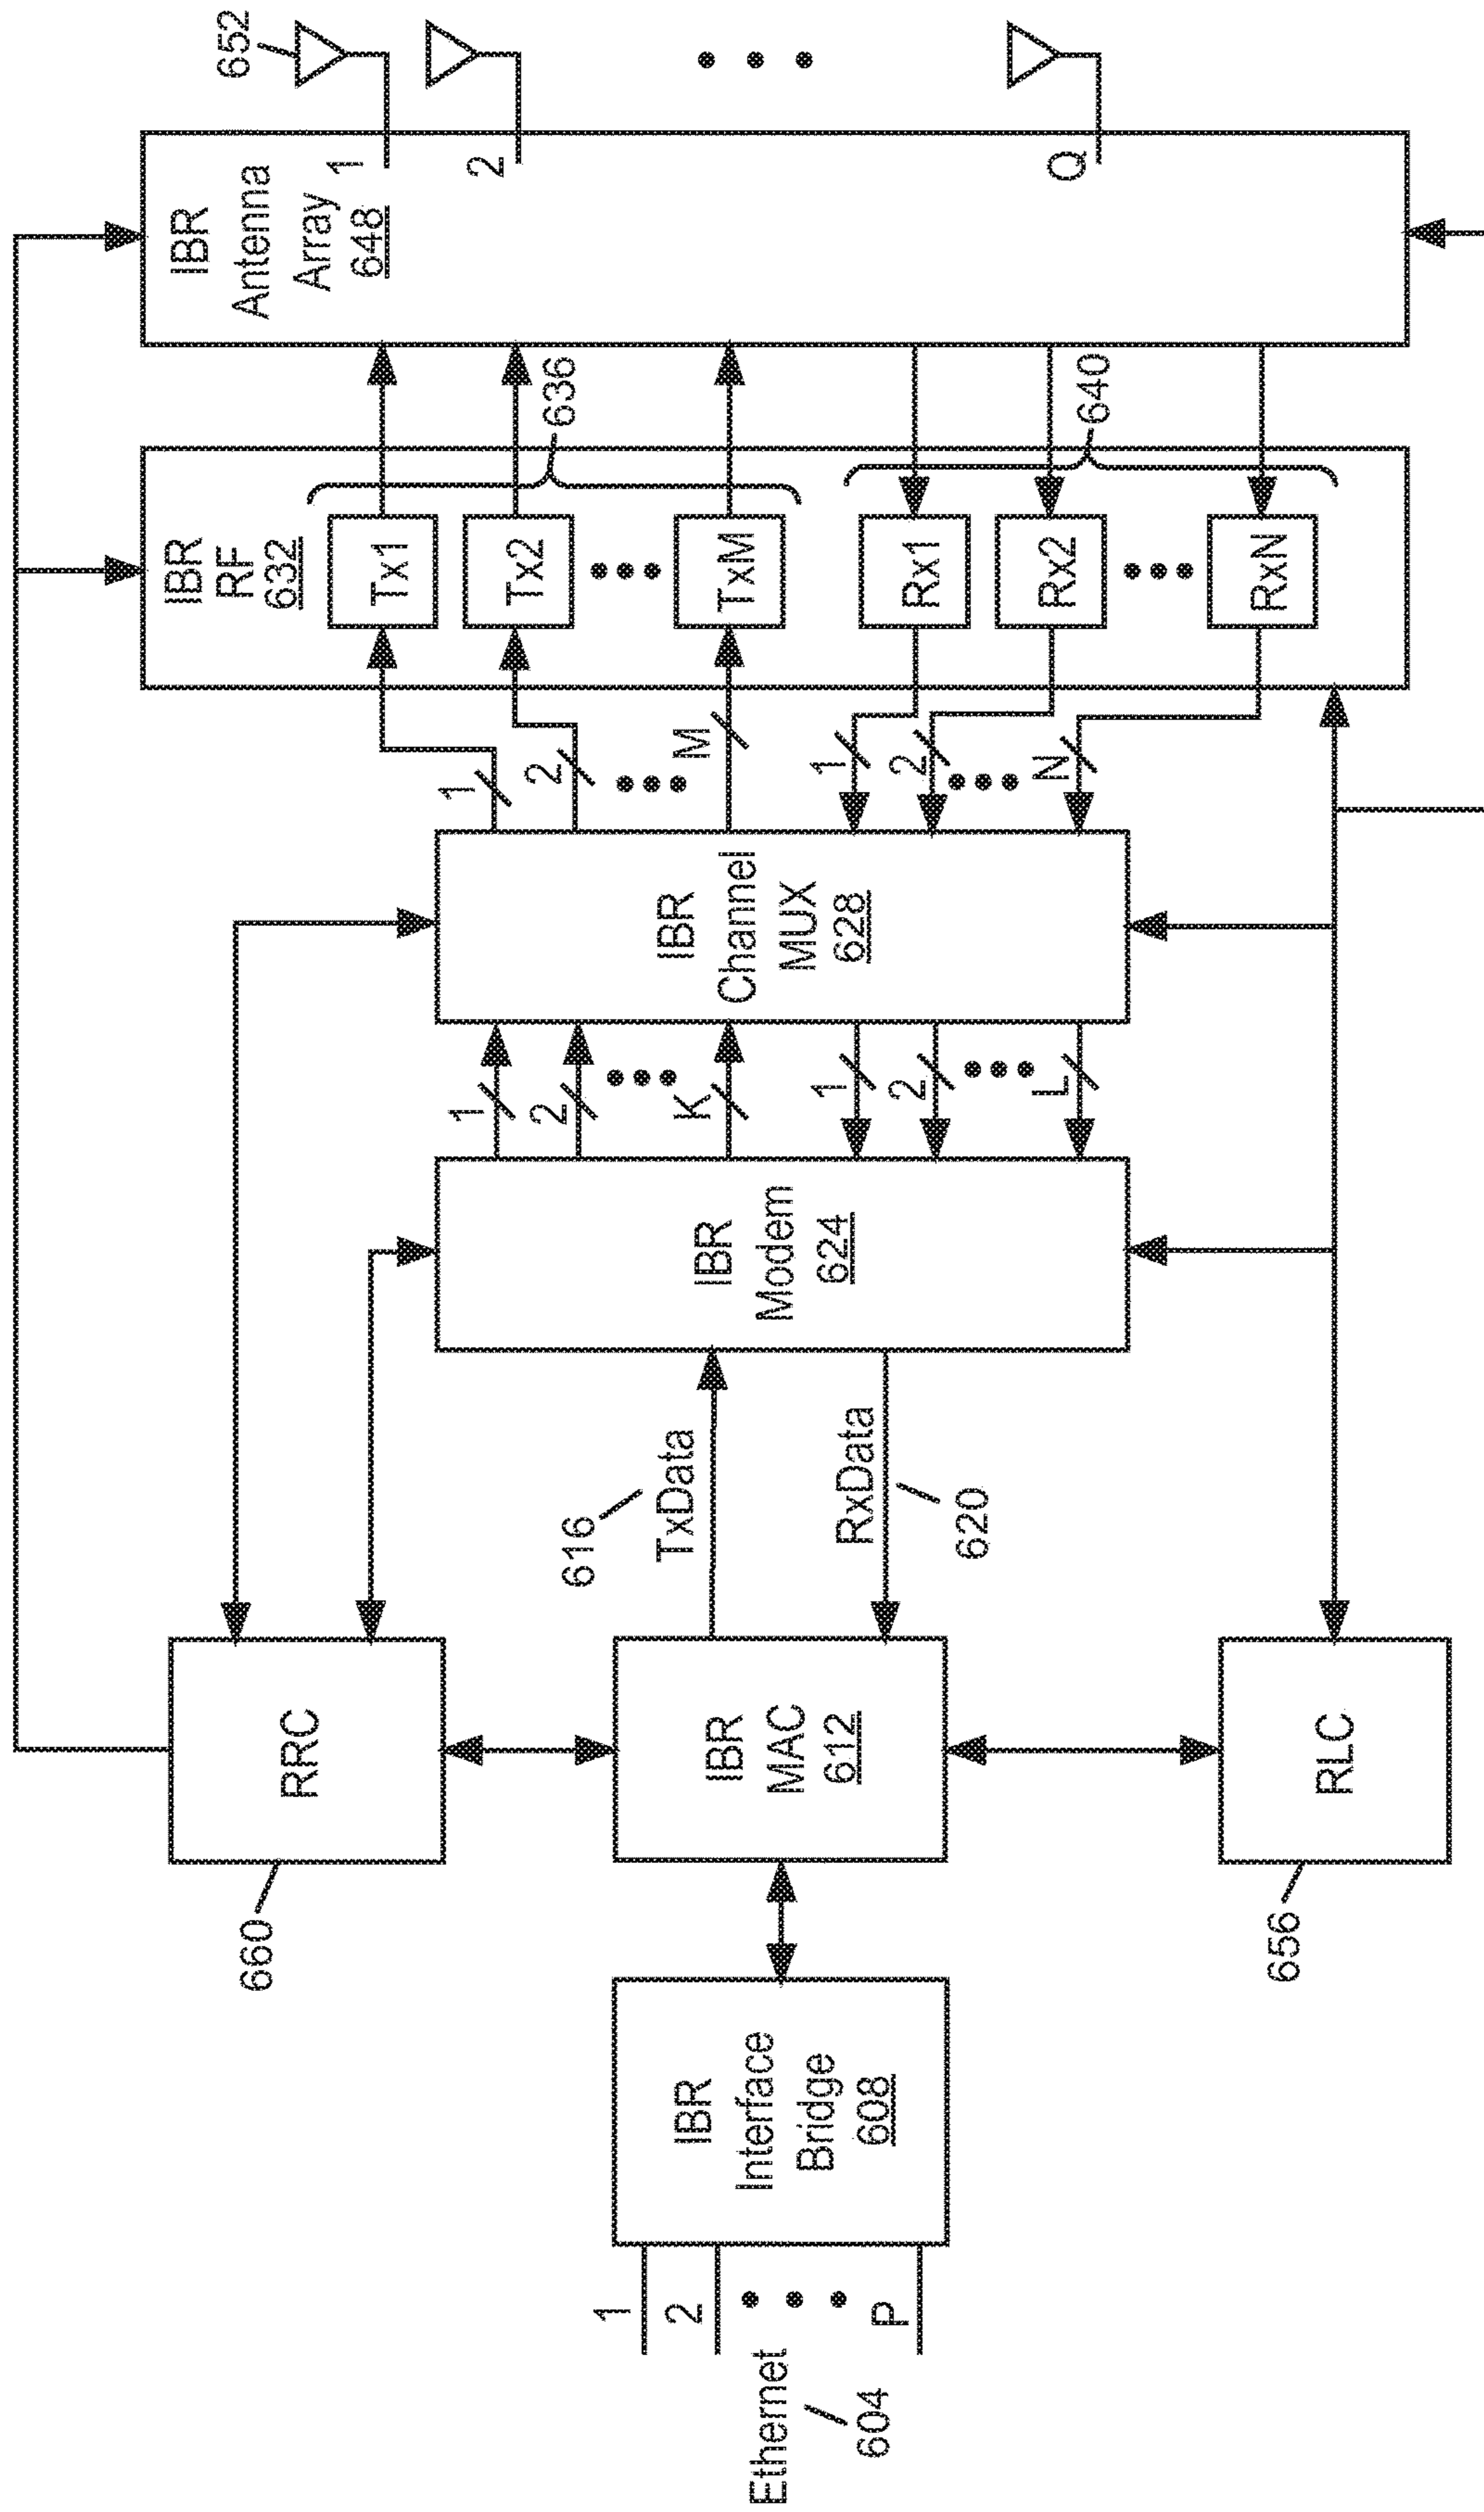 Ethernet
604
1
2
P
IBR
Interface
Bridge
608
660
RRC
IBR
MAC
612
656
RLC
616
TxData
RxData
620
IBR
Modem
624
1
2
K
1
2
L
IBR
Channel
MUX
628
1
2
M
1
2
N
IBR
RF
632
Tx1
Tx2
TxM
Rx1
Rx2
RxN
636
640
IBR
Antenna
Array
648
1
2
Q
652